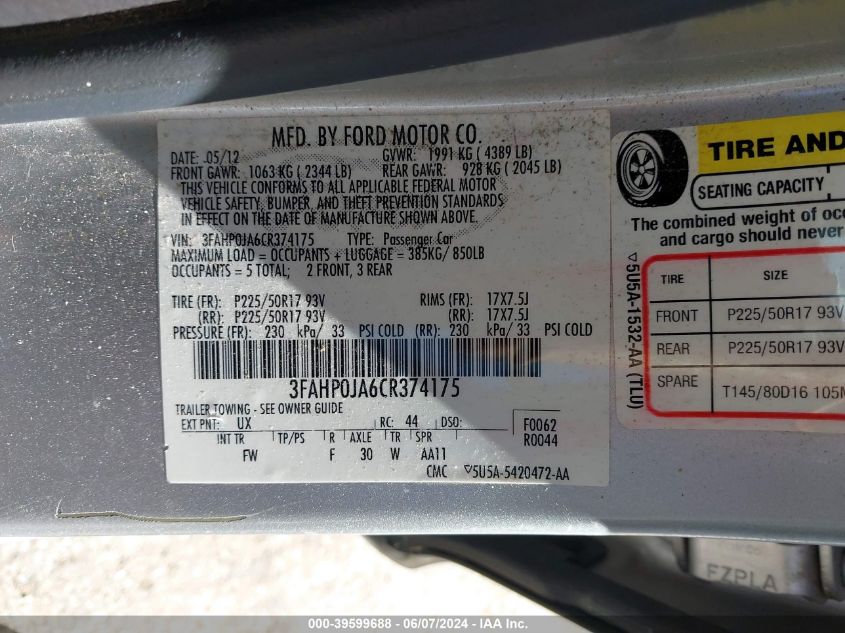 MFD. BY FORD MOTOR CO.
DATE: 05/12 GVWR: 1991 KG ( 4389 LB)
FRONT GAWR: 1063 KG ( 2344 LB) REAR GAWR: 928 KG ( 2045 LB)
THIS VEHICLE CONFORMS TO ALL APPLICABLE FEDERAL MOTOR
VEHICLE SAFETY, BUMPER, AND THEFT PREVENTION STANDARDS
IN EFFECT ON THE DATE OF MANUFACTURE SHOWN ABOVE.
VIN: 3FAHP0JA6CR374175 TYPE: Passenger Car
MAXIMUM LOAD = OCCUPANTS + LUGGAGE = 385KG/ 850LB
OCCUPANTS = 5 TOTAL; 2 FRONT, 3 REAR
TIRE (FR): P225/50R17 93V RIMS (FR): 17X7.5J
(RR): P225/50R17 93V (RR): 17X7.5J
PRESSURE (FR): 230 kPa/ 33 PSI COLD (RR): 230 kPa/ 33 PSI COLD
3FAHP0JA6CR374175
TRAILER TOWING - SEE OWNER GUIDE
EXT PNT: UX RC: 44 DSO: F0062
R0044
INT TR TP/PS R AXLE TR SPR
FW F 30 W AA11
CMC ▽5U5A-5420472-AA
TIRE AND
SEATING CAPACITY
The combined weight of occ
and cargo should never
▽5U5A-1532-AA (TLU)
TIRE SIZE
FRONT P225/50R17 93V
REAR P225/50R17 93V
SPARE T145/80D16 105M
FZPLA
000-39599688 - 06/07/2024 - IAA Inc.